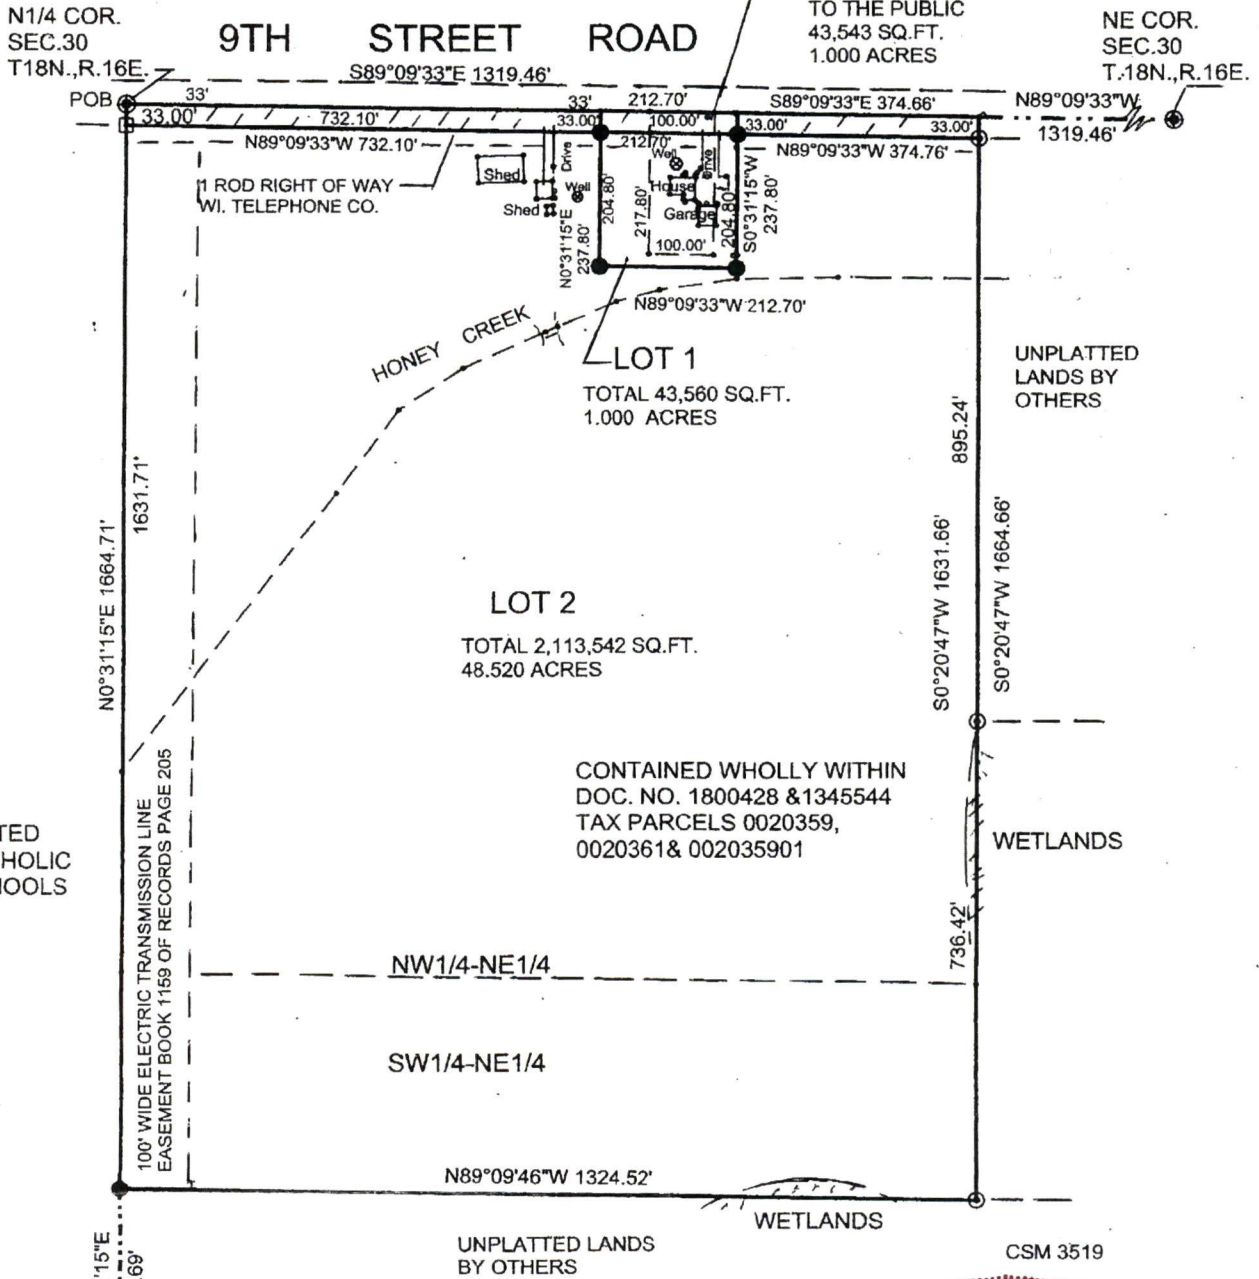 N1/4 COR.
SEC.30
T18N.,R.16E.
9TH STREET ROAD
TO THE PUBLIC
43,543 SQ.FT.
1.000 ACRES
NE COR.
SEC.30
T.18N.,R.16E.
S89°09'33"E 1319.46'
POB
33'
33'
212.70'
S89°09'33"E 374.66'
N89°09'33"W
1319.46'
33.00'
732.10'
33.00'
100.00'
33.00'
33.00'
N89°09'33"W 732.10'
212.70'
N89°09'33"W 374.76'
1 ROD RIGHT OF WAY
WI. TELEPHONE CO.
Shed
Shed
Drive
Well
Well
House
Drive
Garage
N0°31'15"E
237.80'
204.80'
217.80'
100.00'
204.80'
S0°31'15"W
237.80'
N89°09'33"W 212.70'
HONEY CREEK
LOT 1
TOTAL 43,560 SQ.FT.
1.000 ACRES
UNPLATTED
LANDS BY
OTHERS
895.24'
1631.71'
N0°31'15"E 1664.71'
S0°20'47"W 1631.66'
S0°20'47"W 1664.66'
LOT 2
TOTAL 2,113,542 SQ.FT.
48.520 ACRES
CONTAINED WHOLLY WITHIN
DOC. NO. 1800428 &1345544
TAX PARCELS 0020359,
0020361& 002035901
WETLANDS
TED
HOLIC
OOLS
100' WIDE ELECTRIC TRANSMISSION LINE
EASEMENT BOOK 1159 OF RECORDS PAGE 205
736.42'
NW1/4-NE1/4
SW1/4-NE1/4
N89°09'46"W 1324.52'
WETLANDS
UNPLATTED LANDS
BY OTHERS
'15"E
69'
CSM 3519